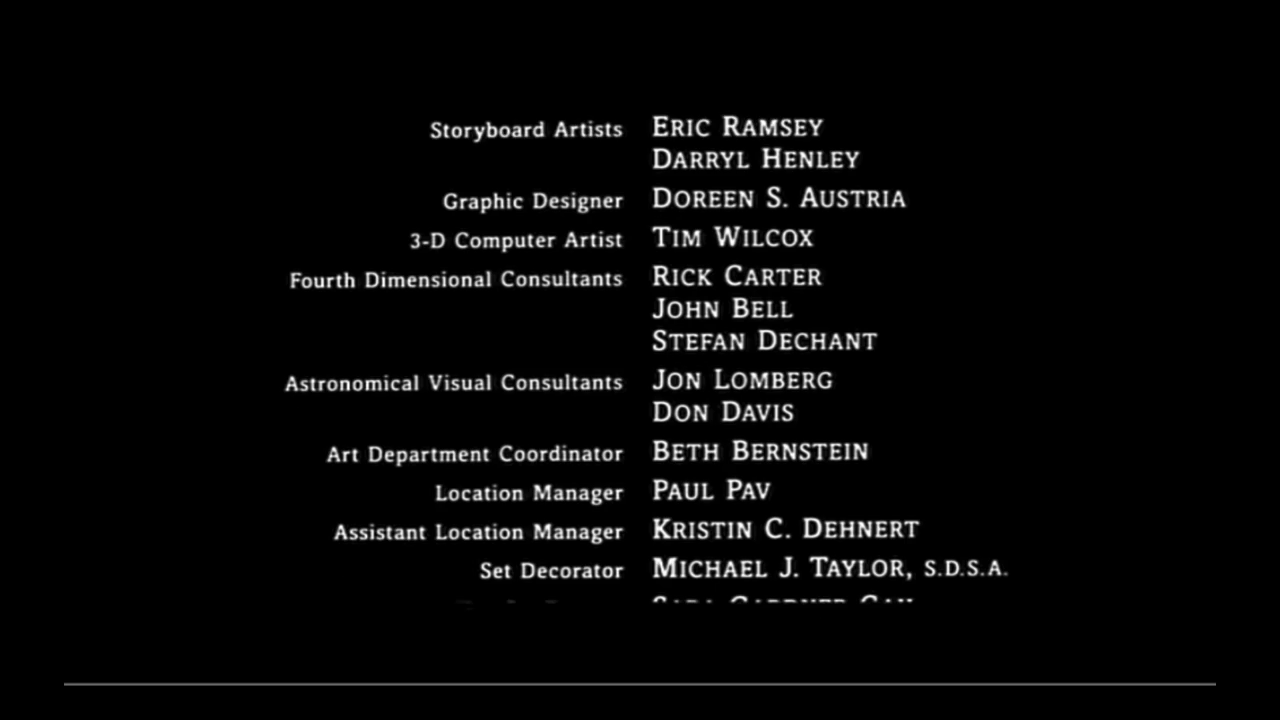 Storyboard Artists ERIC RAMSEY
DARRYL HENLEY
Graphic Designer DOREEN S. AUSTRIA
3-D Computer Artist TIM WILCOX
Fourth Dimensional Consultants RICK CARTER
JOHN BELL
STEFAN DECHANT
Astronomical Visual Consultants JON LOMBERG
DON DAVIS
Art Department Coordinator BETH BERNSTEIN
Location Manager PAUL PAV
Assistant Location Manager KRISTIN C. DEHNERT
Set Decorator MICHAEL J. TAYLOR, S.D.S.A.